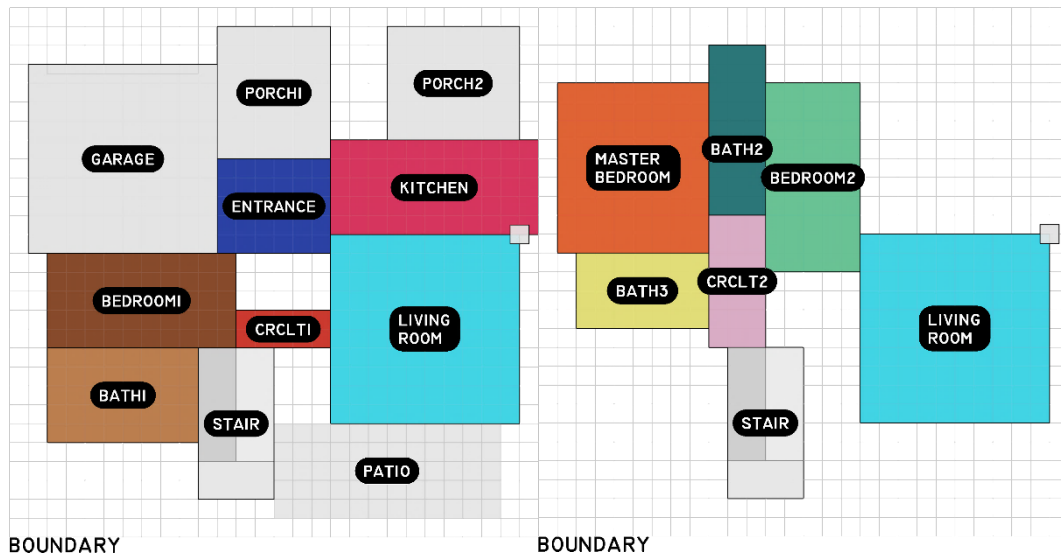 PORCH1
PORCH2
GARAGE
KITCHEN
ENTRANCE
BEDROOM1
CRCLT1
LIVING
ROOM
BATH1
STAIR
PATIO
BOUNDARY
MASTER
BEDROOM
BATH2
BEDROOM2
CRCLT2
BATH3
LIVING
ROOM
STAIR
BOUNDARY